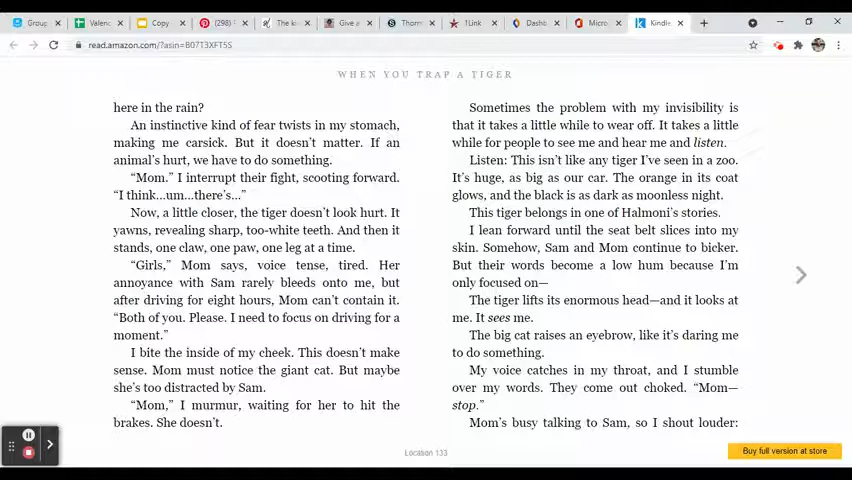 Group
Valenc
Copy
(298)
The ki
Give a
Thorn
1Link
Dashb
Micro
Kindle
read.amazon.com/?asin=B07T3XFT5S
WHEN YOU TRAP A TIGER
here in the rain?
An instinctive kind of fear twists in my stomach,
making me carsick. But it doesn't matter. If an
animal's hurt, we have to do something.
"Mom." I interrupt their fight, scooting forward.
"I think…um…there's…"
Now, a little closer, the tiger doesn't look hurt. It
yawns, revealing sharp, too-white teeth. And then it
stands, one claw, one paw, one leg at a time.
"Girls," Mom says, voice tense, tired. Her
annoyance with Sam rarely bleeds onto me, but
after driving for eight hours, Mom can't contain it.
"Both of you. Please. I need to focus on driving for a
moment."
I bite the inside of my cheek. This doesn't make
sense. Mom must notice the giant cat. But maybe
she's too distracted by Sam.
"Mom," I murmur, waiting for her to hit the
brakes. She doesn't.
Sometimes the problem with my invisibility is
that it takes a little while to wear off. It takes a little
while for people to see me and hear me and listen.
Listen: This isn't like any tiger I've seen in a zoo.
It's huge, as big as our car. The orange in its coat
glows, and the black is as dark as moonless night.
This tiger belongs in one of Halmoni's stories.
I lean forward until the seat belt slices into my
skin. Somehow, Sam and Mom continue to bicker.
But their words become a low hum because I'm
only focused on—
The tiger lifts its enormous head—and it looks at
me. It sees me.
The big cat raises an eyebrow, like it's daring me
to do something.
My voice catches in my throat, and I stumble
over my words. They come out choked. "Mom—
stop."
Mom's busy talking to Sam, so I shout louder:
Location 133
Buy full version at store